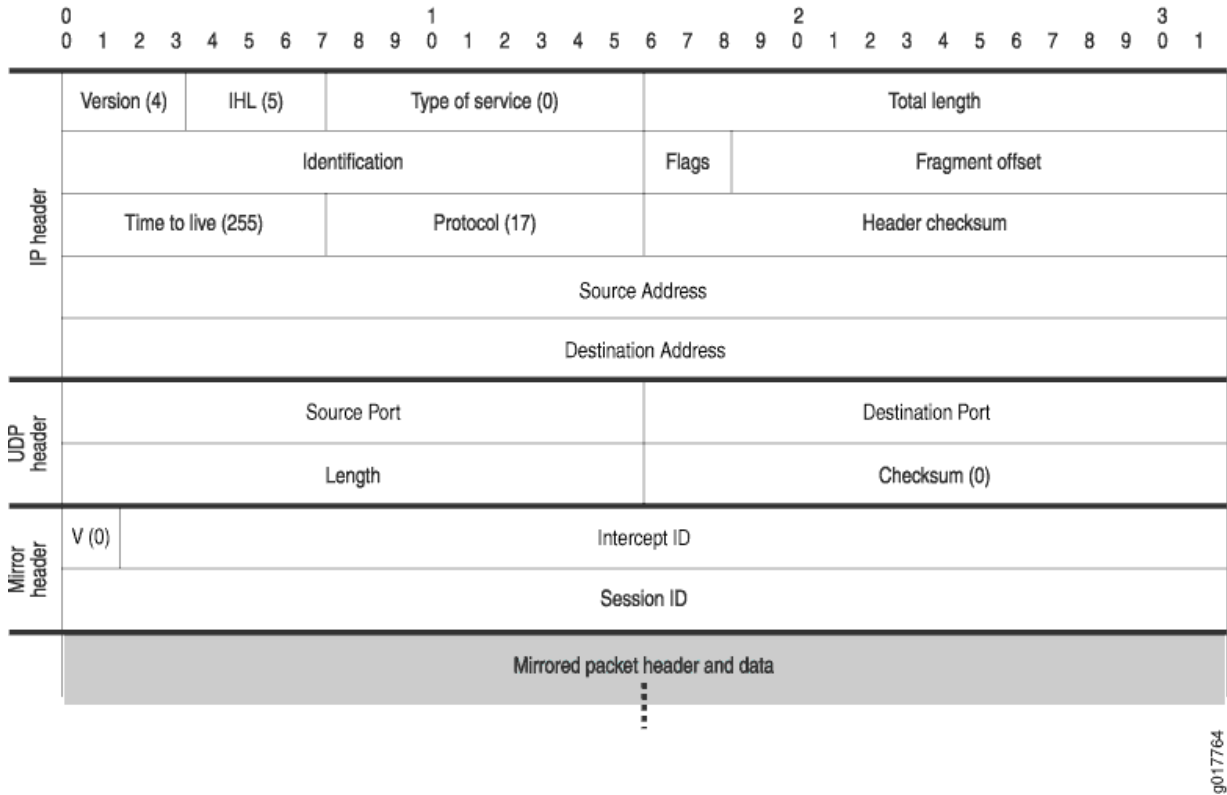 0 1 2 3
0 1 2 3 4 5 6 7 8 9 0 1 2 3 4 5 6 7 8 9 0 1 2 3 4 5 6 7 8 9 0 1
IP header
Version (4) IHL (5) Type of service (0) Total length
Identification Flags Fragment offset
Time to live (255) Protocol (17) Header checksum
Source Address
Destination Address
UDP
header
Source Port Destination Port
Length Checksum (0)
Mirror
header
V (0) Intercept ID
Session ID
Mirrored packet header and data
g017764